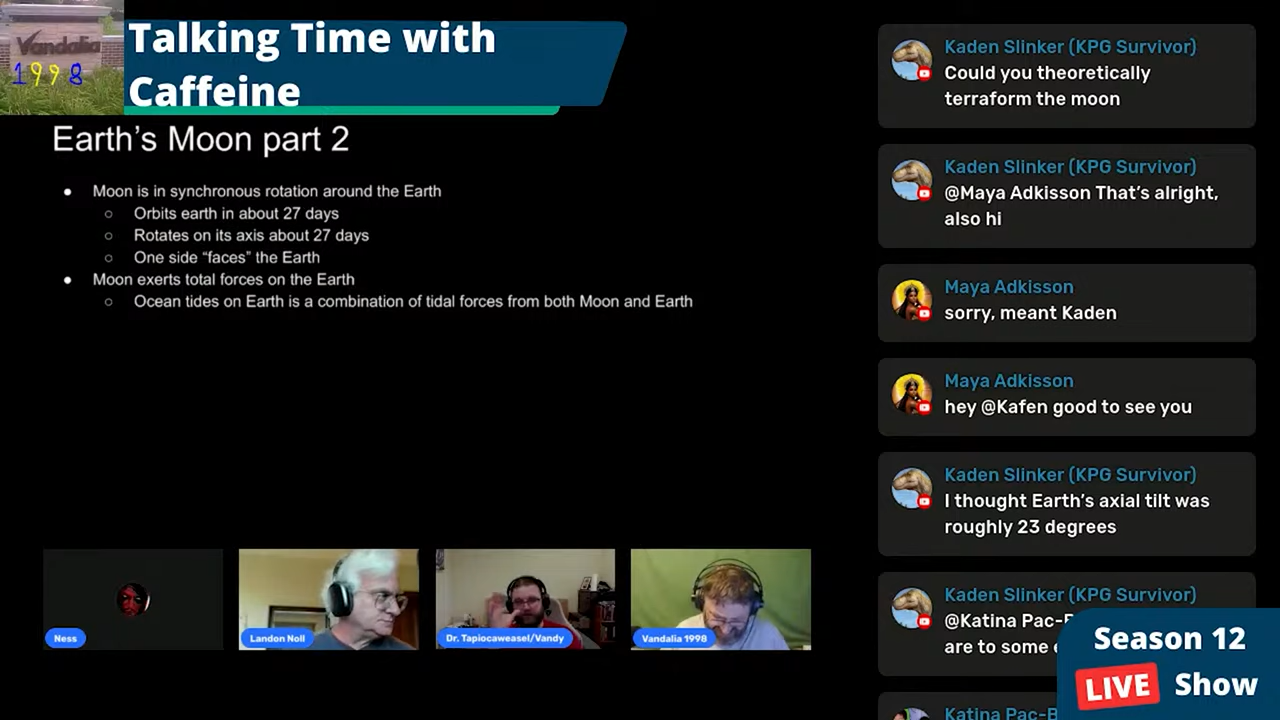 Vandalia
1998
Talking Time with
Caffeine
Earth's Moon part 2
Moon is in synchronous rotation around the Earth
Orbits earth in about 27 days
Rotates on its axis about 27 days
One side “faces” the Earth
Moon exerts total forces on the Earth
Ocean tides on Earth is a combination of tidal forces from both Moon and Earth
Ness
Landon Noll
Dr. Tapiocaweasel/Vandy
Vandalia 1998
Kaden Slinker (KPG Survivor)
Could you theoretically
terraform the moon
Kaden Slinker (KPG Survivor)
@Maya Adkisson That's alright,
also hi
Maya Adkisson
sorry, meant Kaden
Maya Adkisson
hey @Kafen good to see you
Kaden Slinker (KPG Survivor)
I thought Earth's axial tilt was
roughly 23 degrees
Kaden Slinker (KPG Survivor)
@Katina Pac-
are to some
Katina Pac-
Season 12
LIVE Show